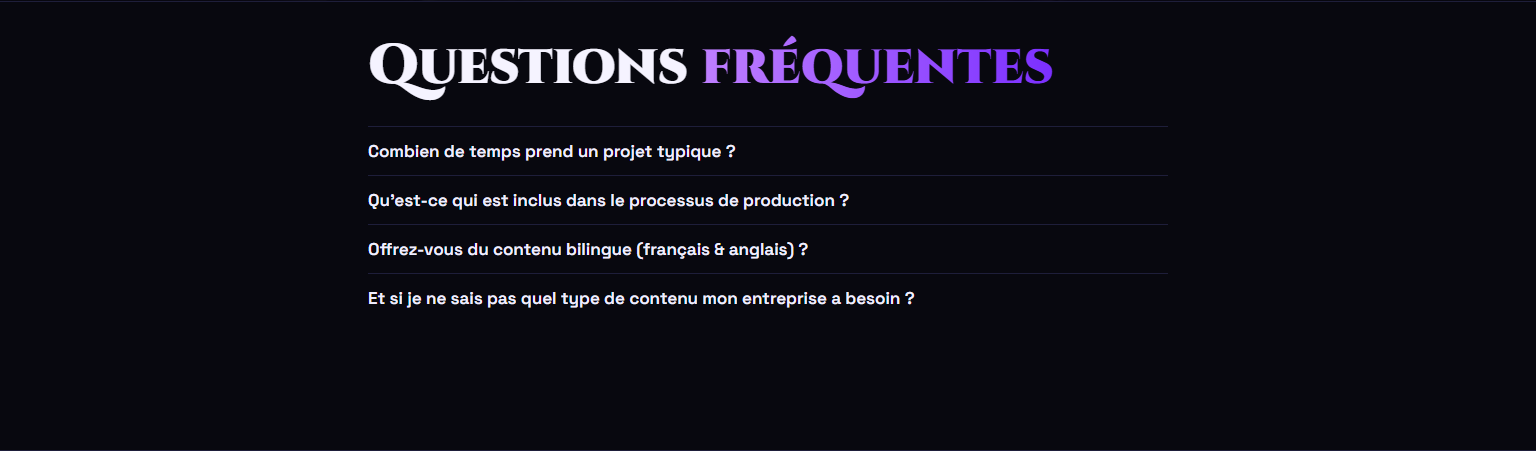 Questions fréquentes
Combien de temps prend un projet typique ?
Qu’est-ce qui est inclus dans le processus de production ?
Offrez-vous du contenu bilingue (français & anglais) ?
Et si je ne sais pas quel type de contenu mon entreprise a besoin ?